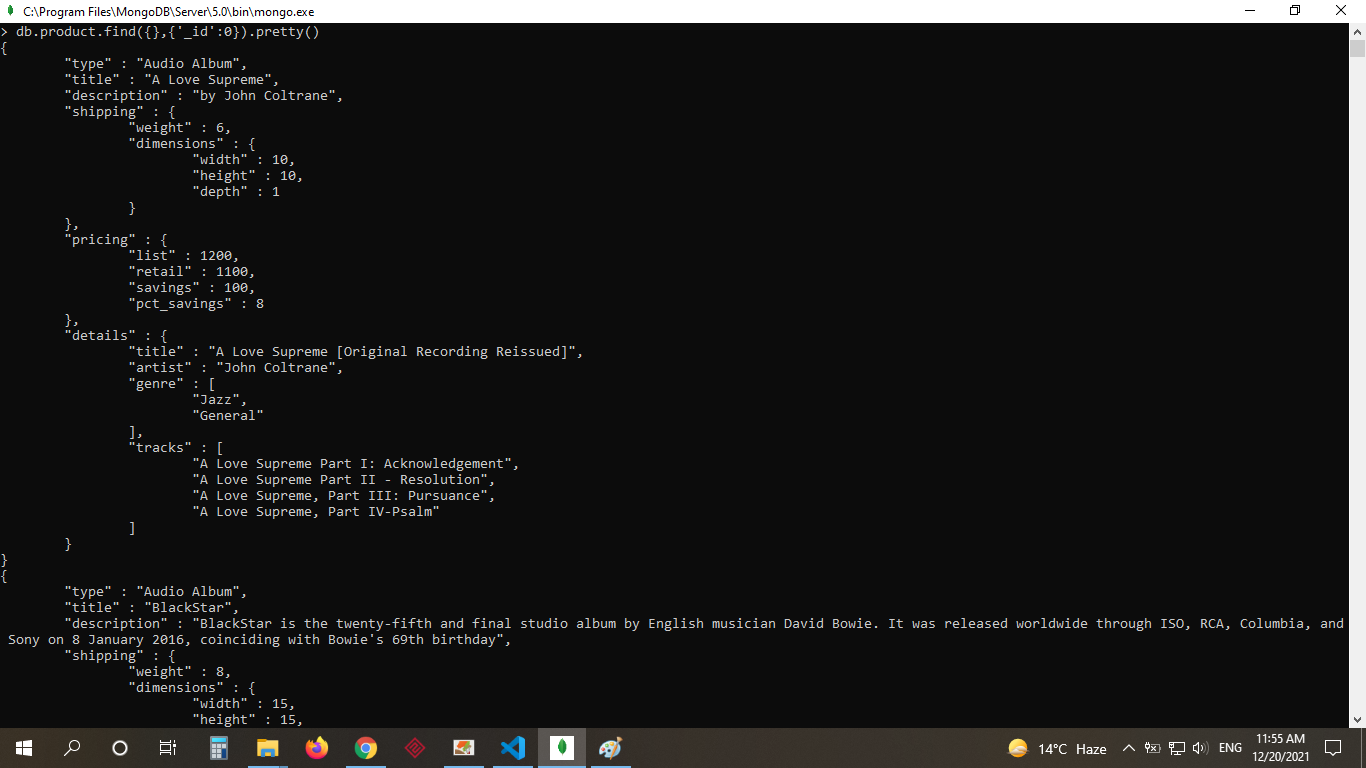 C:\Program Files\MongoDB\Server\5.0\bin\mongo.exe
> db.product.find({},{'_id':0}).pretty()
{
"type" : "Audio Album",
"title" : "A Love Supreme",
"description" : "by John Coltrane",
"shipping" : {
"weight" : 6,
"dimensions" : {
"width" : 10,
"height" : 10,
"depth" : 1
}
},
"pricing" : {
"list" : 1200,
"retail" : 1100,
"savings" : 100,
"pct_savings" : 8
},
"details" : {
"title" : "A Love Supreme [Original Recording Reissued]",
"artist" : "John Coltrane",
"genre" : [
"Jazz",
"General"
],
"tracks" : [
"A Love Supreme Part I: Acknowledgement",
"A Love Supreme Part II - Resolution",
"A Love Supreme, Part III: Pursuance",
"A Love Supreme, Part IV-Psalm"
]
}
}
{
"type" : "Audio Album",
"title" : "BlackStar",
"description" : "BlackStar is the twenty-fifth and final studio album by English musician David Bowie. It was released worldwide through ISO, RCA, Columbia, and
Sony on 8 January 2016, coinciding with Bowie's 69th birthday",
"shipping" : {
"weight" : 8,
"dimensions" : {
"width" : 15,
"height" : 15,
14°C Haze
ENG
11:55 AM
12/20/2021